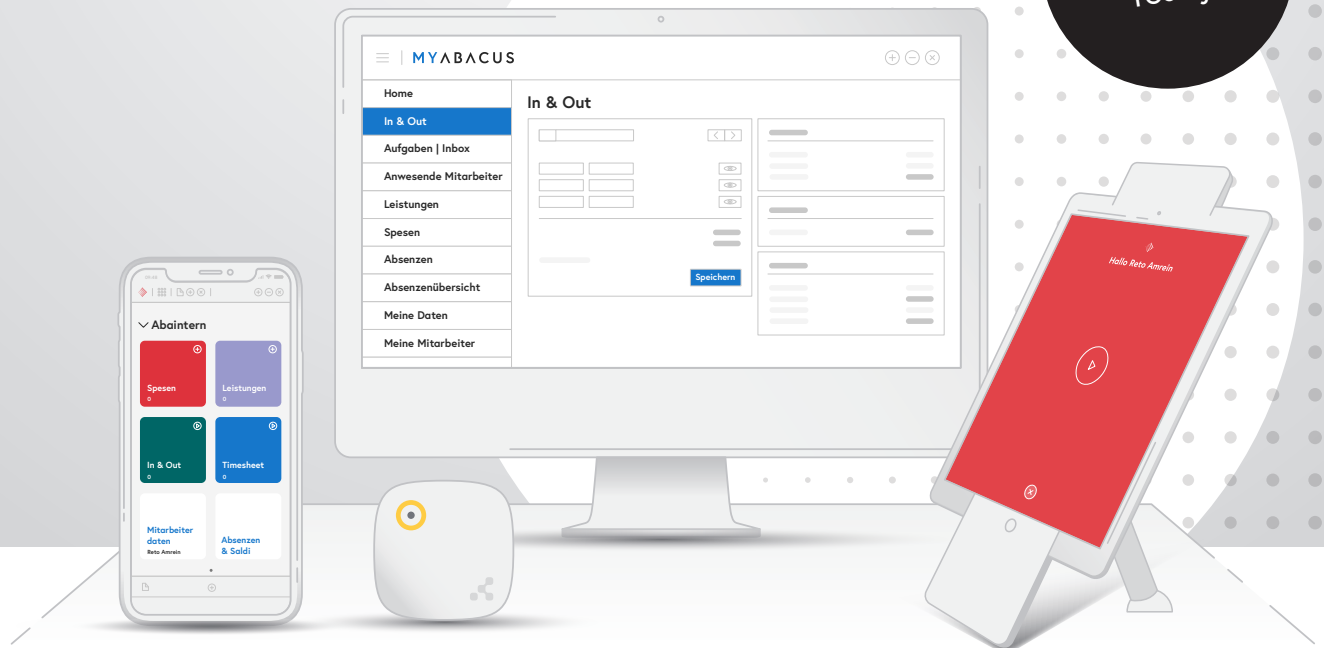 MYABACUS
Home
In & Out
Aufgaben | Inbox
Anwesende Mitarbeiter
Leistungen
Spesen
Absenzen
Absenzenübersicht
Meine Daten
Meine Mitarbeiter
In & Out
Speichern
Abaintern
Spesen
0
Leistungen
0
In & Out
0
Timesheet
0
Mitarbeiter
daten
Reto Amrein
Absenzen
& Saldi
Hallo Reto Amrein